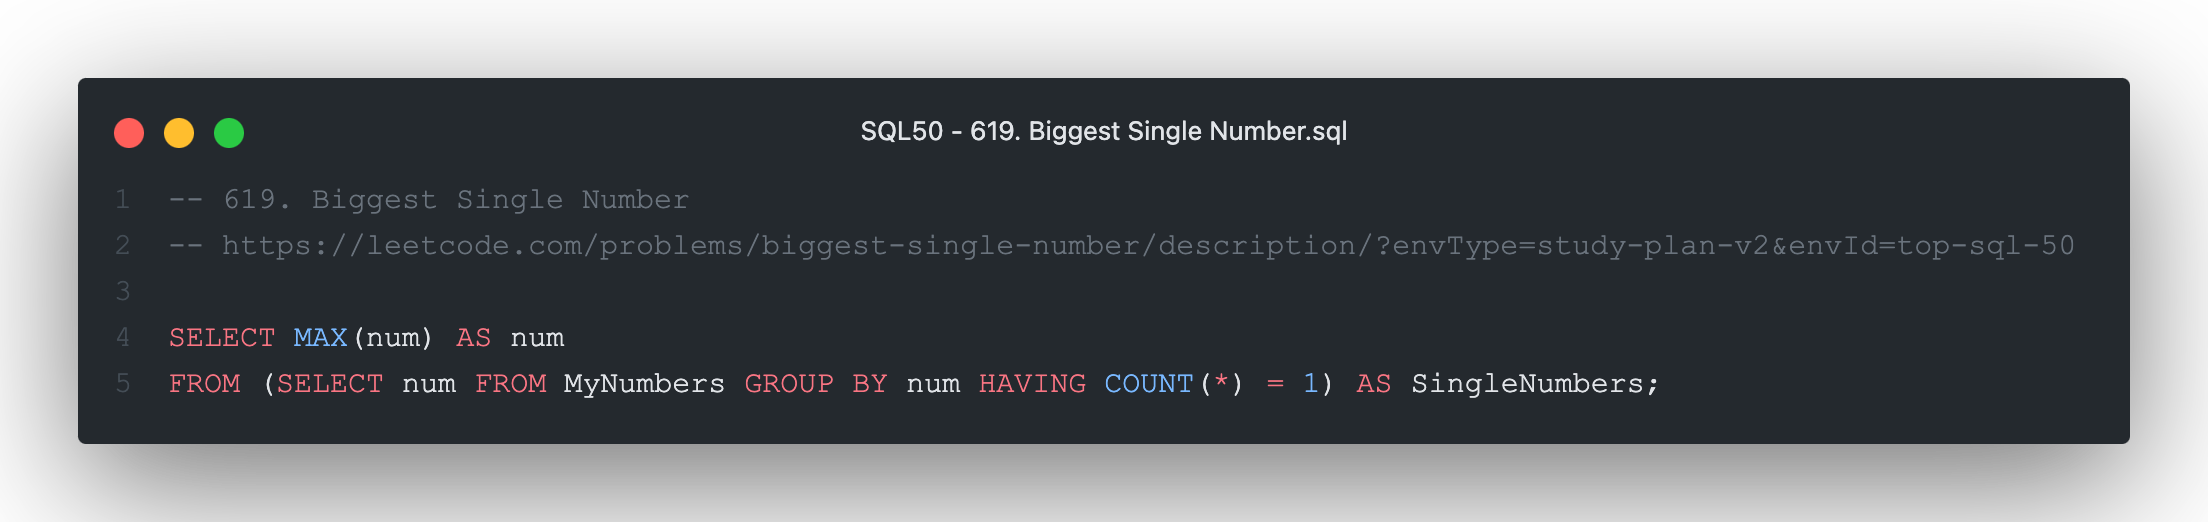 SQL50 - 619. Biggest Single Number.sql
1 -- 619. Biggest Single Number
2 -- https://leetcode.com/problems/biggest-single-number/description/?envType=study-plan-v2&envId=top-sql-50
3
4 SELECT MAX(num) AS num
5 FROM (SELECT num FROM MyNumbers GROUP BY num HAVING COUNT(*) = 1) AS SingleNumbers;